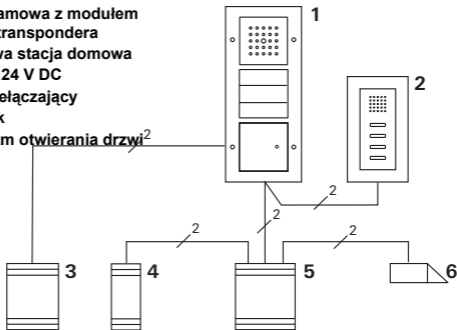 amowa z modułem
transpondera
va stacja domowa
24 V DC
ełączający
k
m otwierania drzwi
1
2
2
2
2
2
2
3
4
5
6